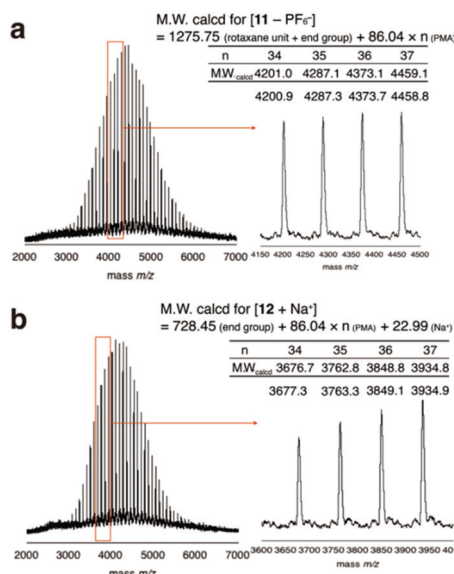 a
M.W. calcd for [11 – PF₆⁻]
= 1275.75 (rotaxane unit + end group) + 86.04 × n (PMA)
n 34 35 36 37
M.W.calcd 4201.0 4287.1 4373.1 4459.1
4200.9 4287.3 4373.7 4458.8
2000 3000 4000 5000 6000 7000
mass m/z
4150 4200 4250 4300 4350 4400 4450 4500
mass m/z
b
M.W. calcd for [12 + Na⁺]
= 728.45 (end group) + 86.04 × n (PMA) + 22.99 (Na⁺)
n 34 35 36 37
M.W.calcd 3676.7 3762.8 3848.8 3934.8
3677.3 3763.3 3849.1 3934.9
2000 3000 4000 5000 6000 7000
mass m/z
3600 3650 3700 3750 3800 3850 3900 3950
mass m/z